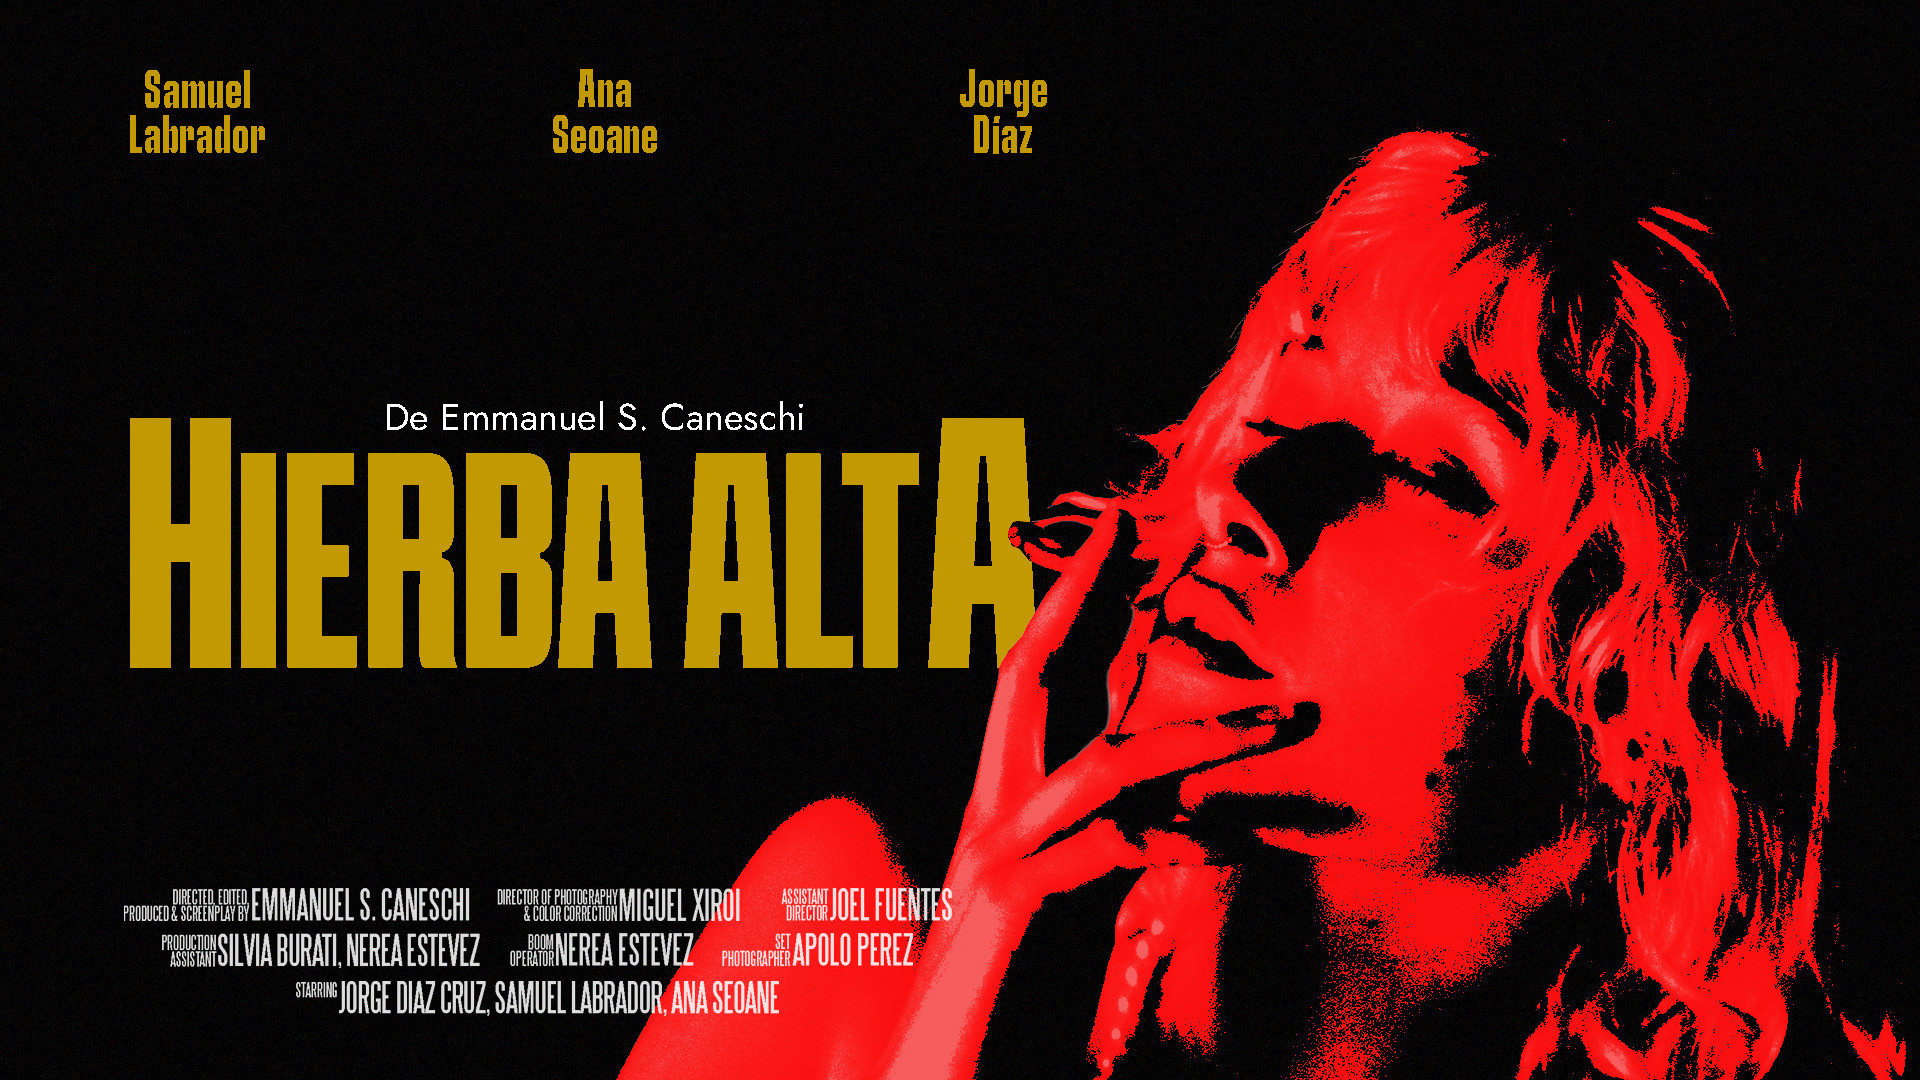 Samuel Labrador
Ana Seoane
Jorge Díaz
De Emmanuel S. Caneschi
HIERBA ALTA
DIRECTED, EDITED, PRODUCED & SCREENPLAY BY EMMANUEL S. CANESCHI DIRECTOR OF PHOTOGRAPHY & COLOR CORRECTION MIGUEL XIROI ASSISTANT DIRECTOR JOEL FUENTES
PRODUCTION ASSISTANT SILVIA BURATI, NEREA ESTEVEZ BOOM OPERATOR NEREA ESTEVEZ SET PHOTOGRAPHER APOLO PEREZ
STARRING JORGE DIAZ CRUZ, SAMUEL LABRADOR, ANA SEOANE